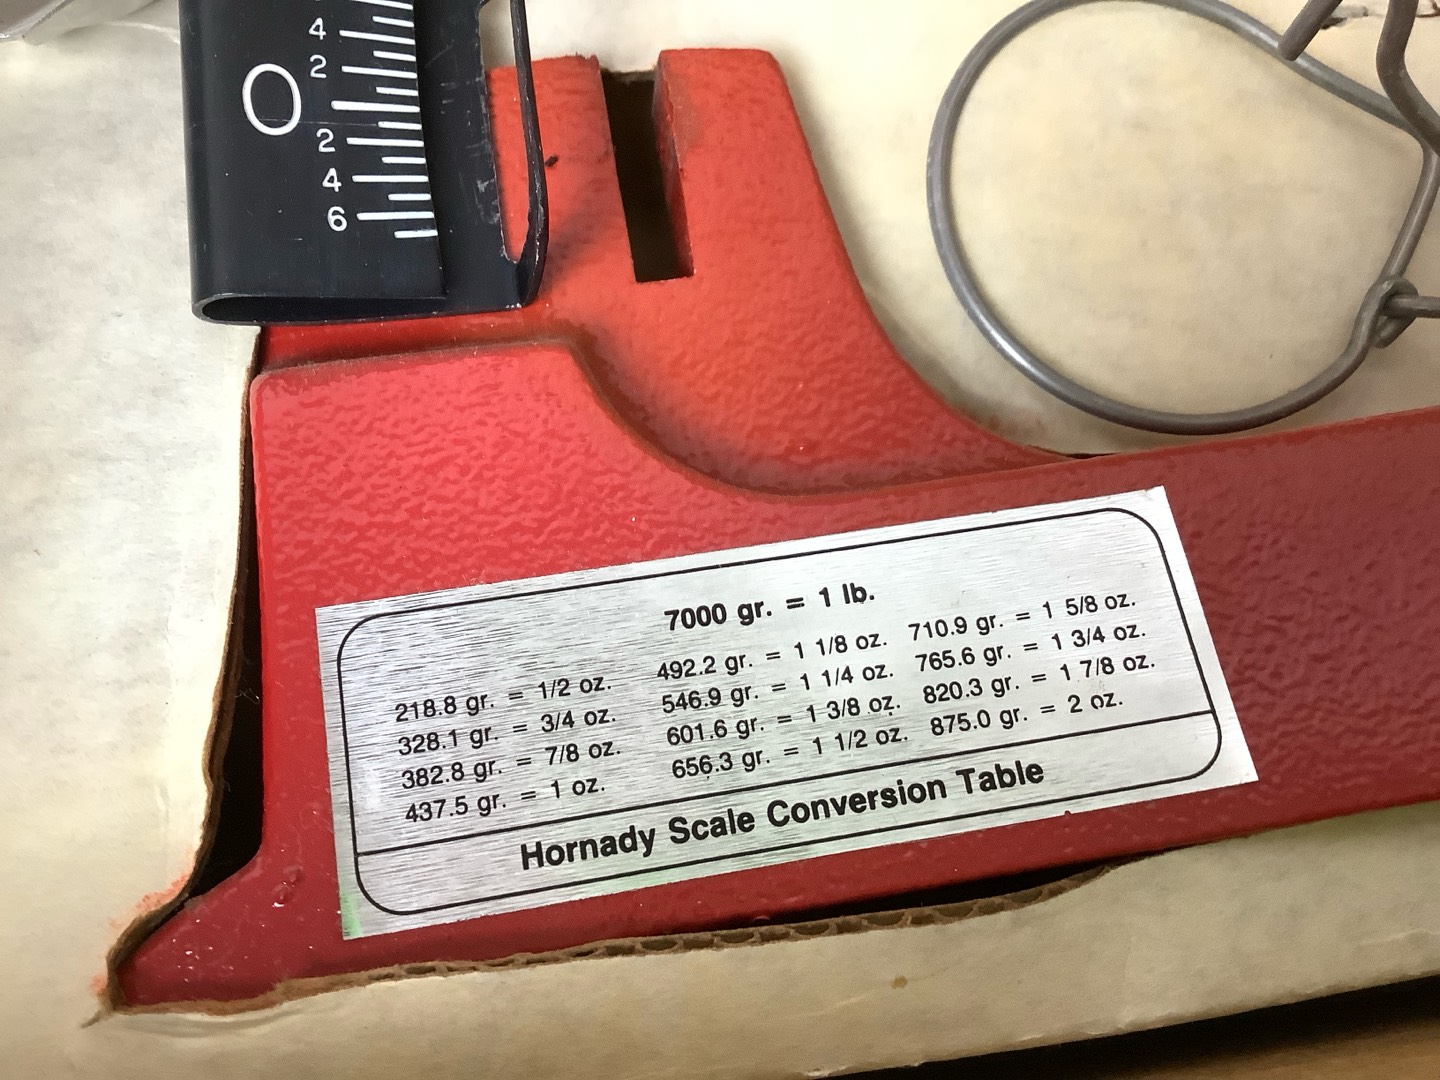 4
2
0
2
4
6
7000 gr. = 1 lb.
218.8 gr. = 1/2 oz. 492.2 gr. = 1 1/8 oz. 710.9 gr. = 1 5/8 oz.
328.1 gr. = 3/4 oz. 546.9 gr. = 1 1/4 oz. 765.6 gr. = 1 3/4 oz.
382.8 gr. = 7/8 oz. 601.6 gr. = 1 3/8 oz. 820.3 gr. = 1 7/8 oz.
437.5 gr. = 1 oz. 656.3 gr. = 1 1/2 oz. 875.0 gr. = 2 oz.
Hornady Scale Conversion Table